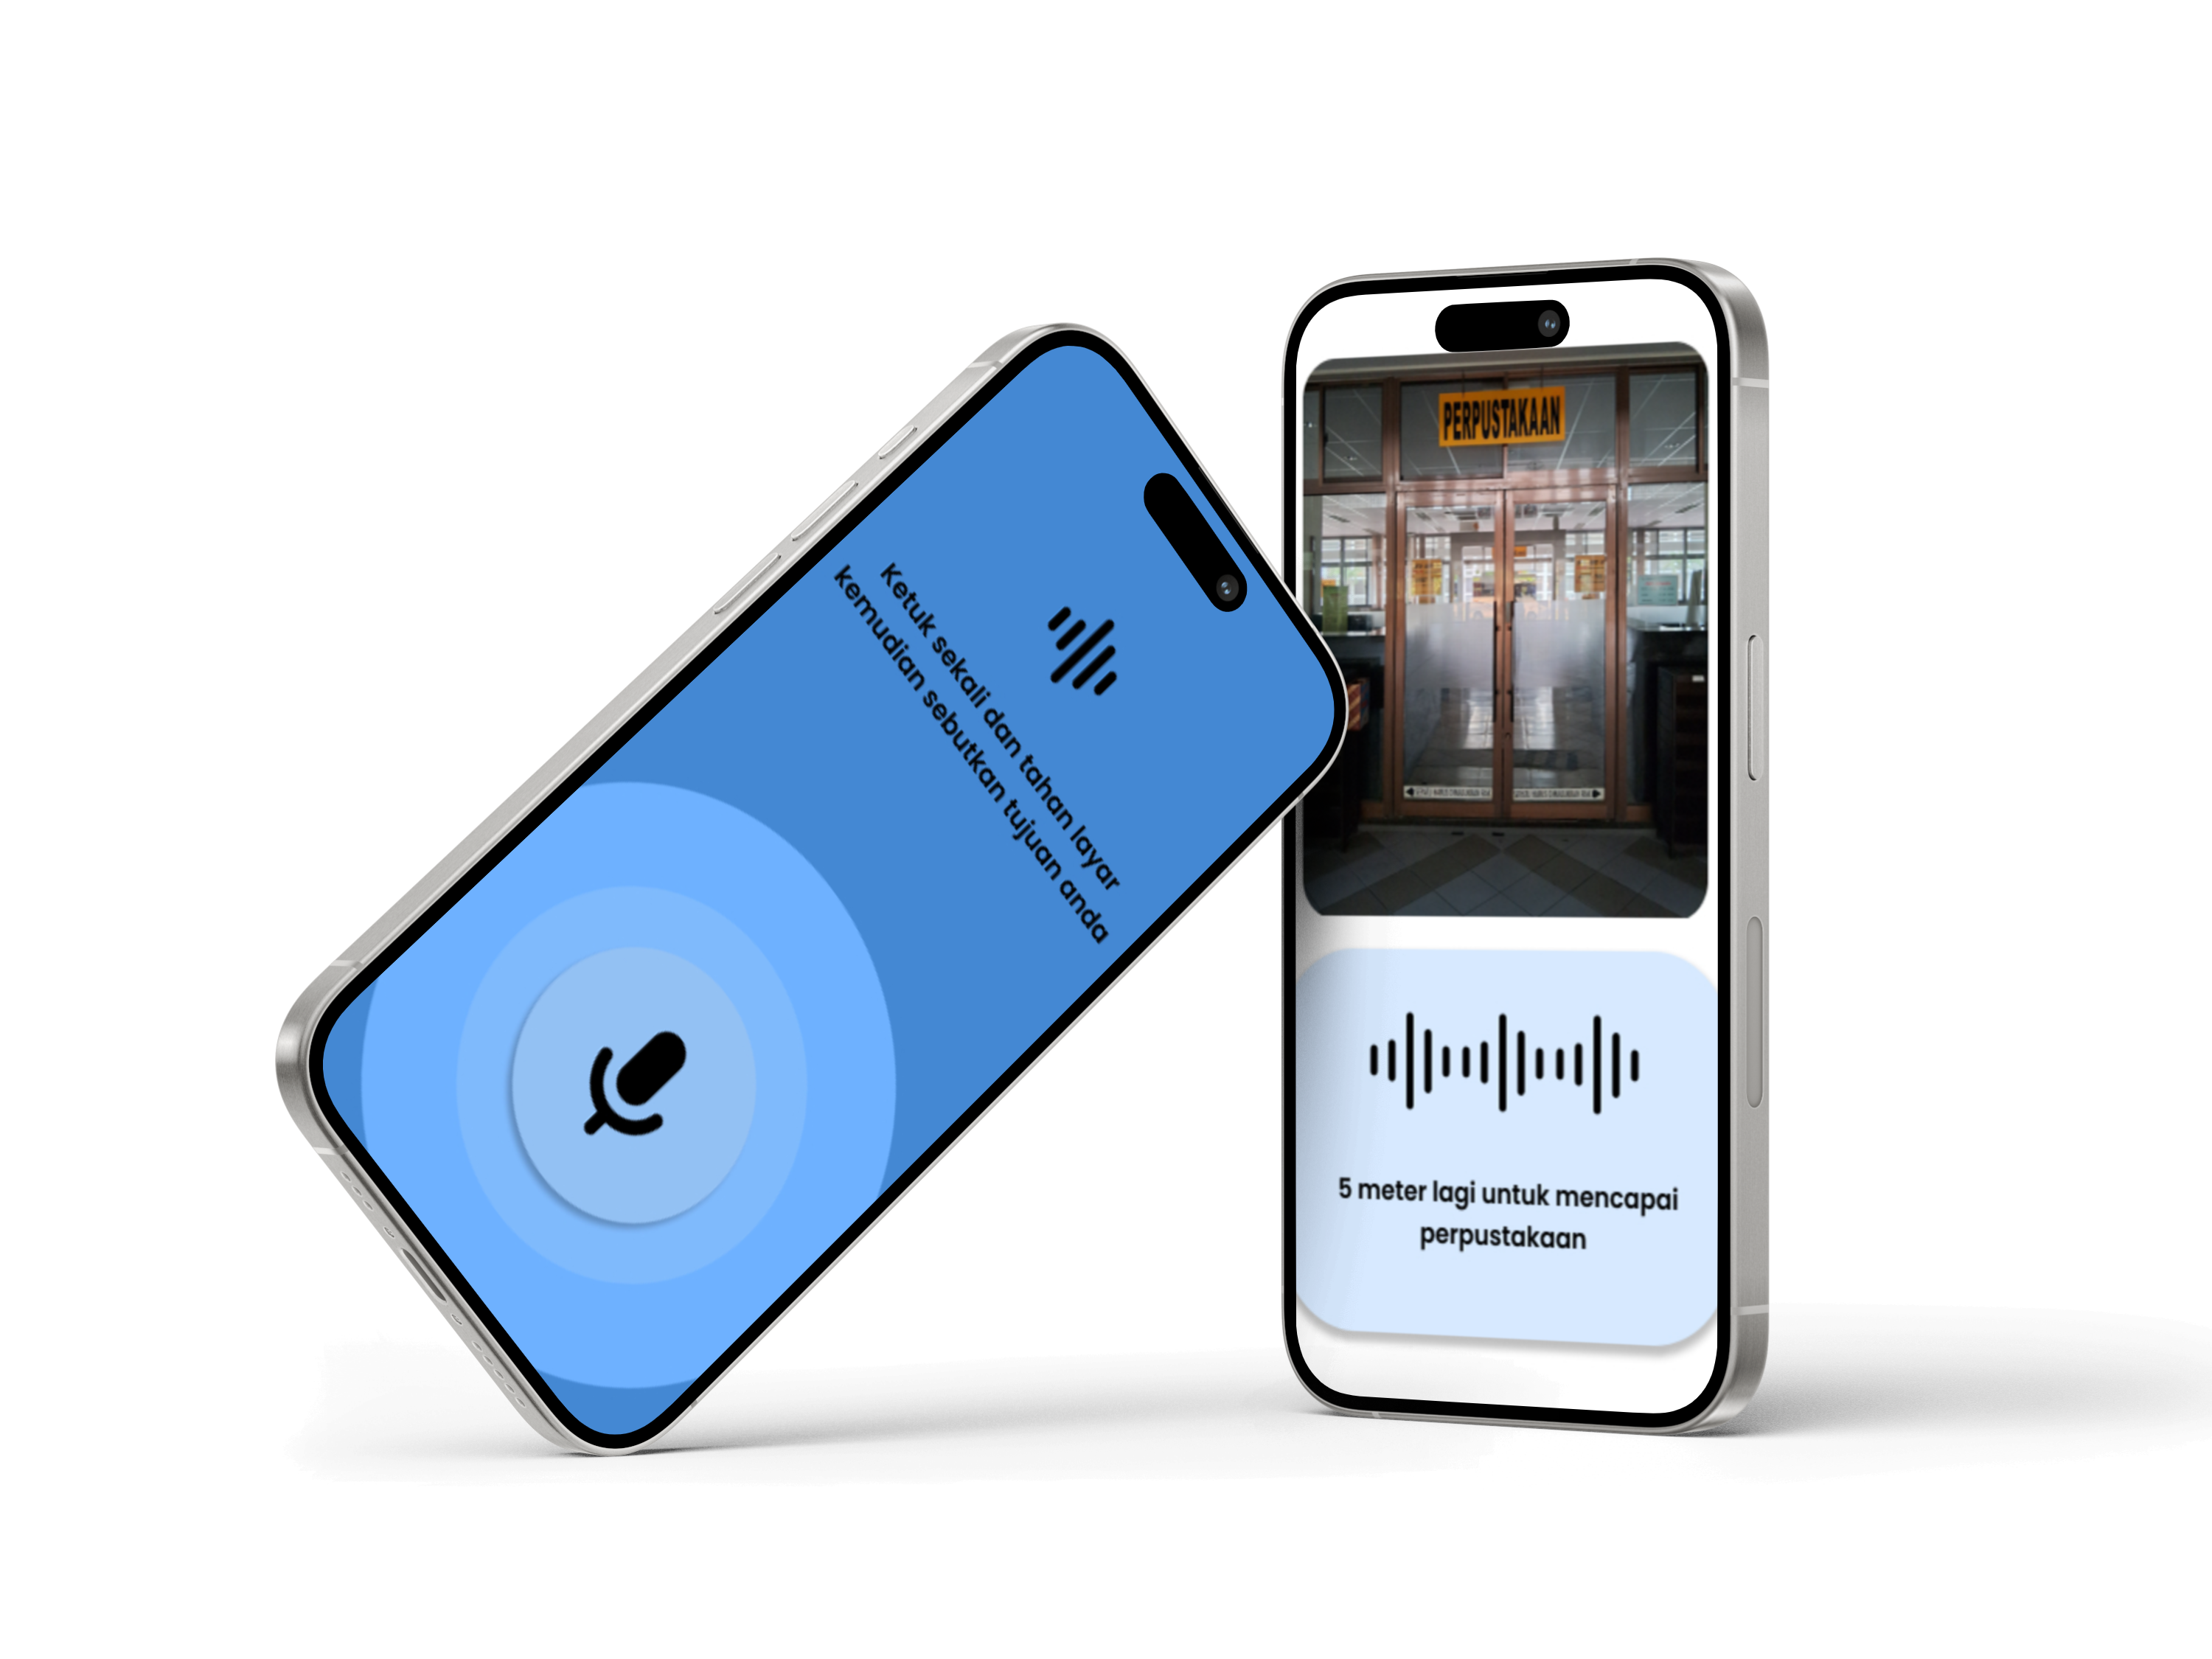 Ketuk sekali dan tahan layar
kemudian sebutkan tujuan anda
PERPUSTAKAAN
5 meter lagi untuk mencapai
perpustakaan